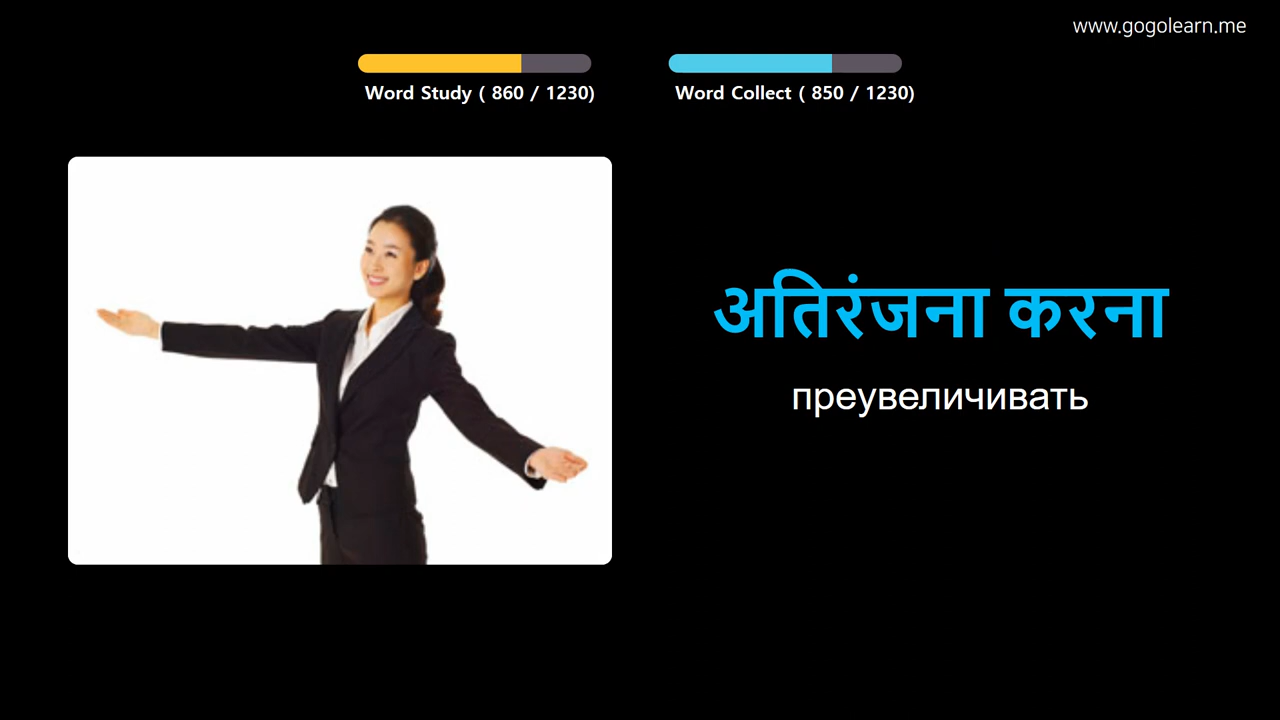 www.gogolearn.me
Word Study ( 860 / 1230)
Word Collect ( 850 / 1230)
अतिरंजना करना
преувеличивать